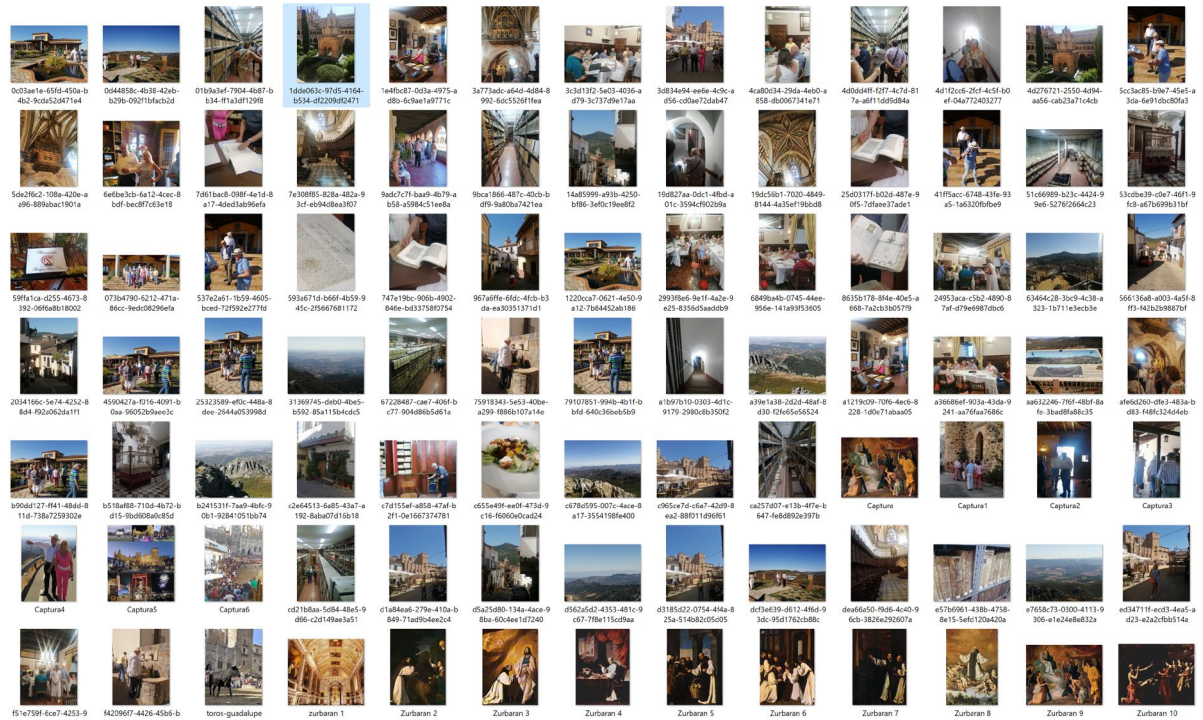 0c03ae1e-65fd-450a-b
4b2-9cda52d471e4
0d44858c-4b38-42eb-
b29b-092f1bfacb2d
01b9a3ef-7904-4b87-b
b34-ff1a3df129f8
1dde063c-97d5-4164-
b534-df2209df2471
1e4fbc87-0d3a-4975-a
d8b-6c9ae1a9771c
3a773adc-a64d-4d84-8
992-6dc5526f1fea
3c3d13f2-5e03-4036-a
d79-3c737d9e17aa
3d834e94-ee6e-4c9c-a
d56-cd0ae72dab47
4ca80d34-29da-4eb0-a
658-db0067341e71
4d0dd4ff-f2f7-4c7d-81
7a-a6f11dd9d84a
4d1f2cc6-2fcf-4c5f-b0
ef-04a772403277
4d276721-2550-4d94-
aa56-cab23a71c4cb
5cc3ac85-b9e7-45e5-a
3da-6e91dbc80fa3
5de2f6c2-108a-420e-a
a96-889abac1901a
6e6be3cb-6a12-4cec-8
bdf-bec8f7c63e18
7d61bac8-098f-4e1d-8
a17-4ded3ab96efa
7e308f85-828a-482a-9
3cf-eb94d8ea3f07
9adc7c7f-baa9-4b79-a
b58-a5984c51ee8a
9bca1866-487c-40cb-b
df9-9a80ba7421ea
14a85999-a93b-4250-
bf86-3ef0c19ee8f2
19d827aa-0dc1-4fbd-a
01c-3594cf902b9a
19dc56b1-7020-4849-
8144-4a35ef19bbd8
25d0317f-b02d-487e-9
0f5-7dfaee37ade1
41ff5acc-6748-43fe-93
a5-1a6320fbfbe9
51c66989-b23c-4424-9
9e6-5276f2664c23
53cdbe39-c0e7-46f1-9
fc8-a67b699b31bf
59ffa1ca-d255-4673-8
392-06f6a8b18002
073b4790-6212-471a-
86cc-9edc08296efa
537e2a61-1b59-4605-
bced-72f592e277fd
593a671d-b66f-4b59-9
45c-2f5667681172
747e19bc-906b-4902-
846e-bd33758f0754
967a6ffe-6fdc-4fcb-b3
da-ea30351371d1
1220cca7-0621-4e50-9
a12-7b64452ab186
2993f8e6-9e1f-4a2e-9
e25-8356d5aaddb9
6849ba4b-0745-44ee-
956e-141a93f53605
8635b178-8f4e-40e5-a
668-7a2cb3b057f9
24953aca-c5b2-4890-8
7af-d79e6987dbc6
63464c28-3bc9-4c38-a
323-1b711e3ecb3e
566136a8-a003-4a5f-8
ff3-f42b2b9887bf
2034166c-5e74-4252-8
8d4-f92a062da1f1
4590427a-f016-4091-b
0aa-96052b9aee3c
25323589-ef0c-448a-8
dee-2644a053998d
31369745-deb0-4be5-
b592-85a115b4cdc5
67228487-cae7-406f-b
c77-904d86b5d61a
75918343-5e53-40be-
a299-f886b107a14e
79107851-994b-4b1f-b
bfd-640c36beb5b9
a1b97b10-0303-4d1c-
9179-2980c8b350f2
a39e1a38-2d2d-48af-8
d30-f2fe65e56524
a1219c09-70f6-4ec6-8
228-1d0e71abaa05
a36686ef-903a-43da-9
241-aa76faa7686c
aa632246-7f6f-48bf-8a
fe-3bad8fa88c35
afe6d260-dfe3-483a-b
d83-f48fc324d4eb
b90dd127-ff41-48dd-8
11d-738a7259302e
b518af88-710d-4b72-b
d15-9bd608a0c85d
b241531f-7aa9-4bfc-9
0b1-92841051bb74
c2e64513-6a85-43a7-a
192-8aba07d16b18
c7d155ef-a858-47af-b
2f1-0e1667374781
c655e49f-ee0f-473d-9
c16-f6060e0cad24
c678d595-007c-4ace-8
a17-3554198fe400
c965ce7d-c6a7-42d9-8
ea2-88f011d96f61
ca257d07-e13b-4f7e-b
647-fe8d892e397b
Captura
Captura1
Captura2
Captura3
Captura4
Captura5
Captura6
cd21b8aa-5d84-48e5-9
d66-c2d149ae3a51
d1a84ea6-279e-410a-b
849-71ad9b4ee2c4
d5a25d80-134a-4ace-9
8ba-60c4ee1d7240
d562a5d2-4353-481c-9
c67-7f8e115cd9aa
d3185d22-0754-4f4a-8
25a-514b82c05d05
dcf3e639-d612-4f6d-9
3dc-95d1762cb88c
dea66a50-f9d6-4c40-9
6cb-3826e292607a
e57b6961-438b-4758-
8e15-5efd120a420a
e7658c73-0300-4113-9
306-e1e24e8e832a
ed34711f-ecd3-4ea5-a
d23-e2a2cfbb514a
f51e759f-6ce7-4253-9
f42096f7-4426-45b6-b
toros-guadalupe
zurbaran 1
Zurbaran 2
Zurbaran 3
Zurbaran 4
Zurbaran 5
Zurbaran 6
Zurbaran 7
Zurbaran 8
Zurbaran 9
Zurbaran 10